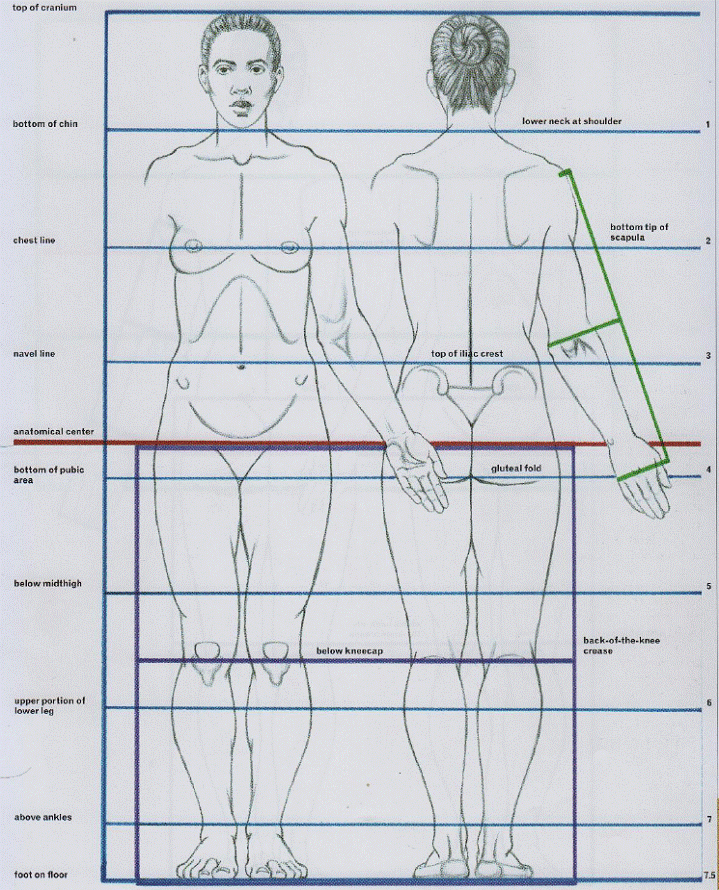 top of cranium
bottom of chin
lower neck at shoulder
1
bottom tip of
scapula
chest line
2
navel line
top of iliac crest
3
anatomical center
bottom of pubic
area
gluteal fold
4
below midthigh
5
back-of-the-knee
crease
below kneecap
upper portion of
lower leg
6
above ankles
7
foot on floor
7.5